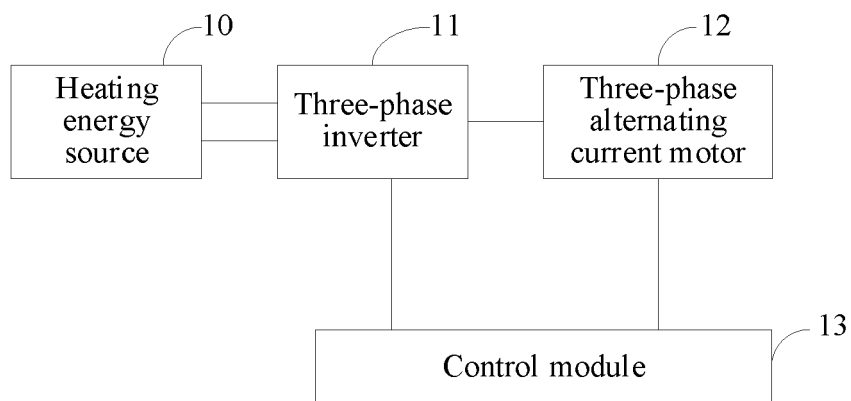 10
11
12
Heating
energy
source
Three-phase
inverter
Three-phase
alternating
current motor
13
Control module